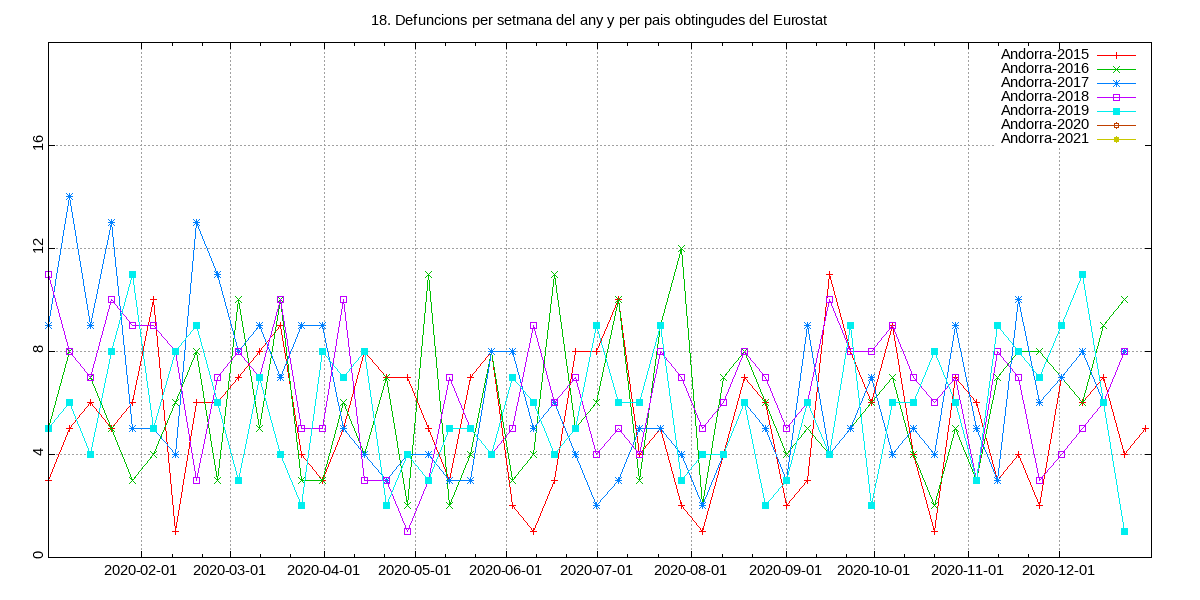 18. Defuncions per setmana del any y per pais obtingudes del Eurostat
Andorra-2015
Andorra-2016
Andorra-2017
Andorra-2018
Andorra-2019
Andorra-2020
Andorra-2021
16
12
8
4
0
2020-02-01 2020-03-01 2020-04-01 2020-05-01 2020-06-01 2020-07-01 2020-08-01 2020-09-01 2020-10-01 2020-11-01 2020-12-01